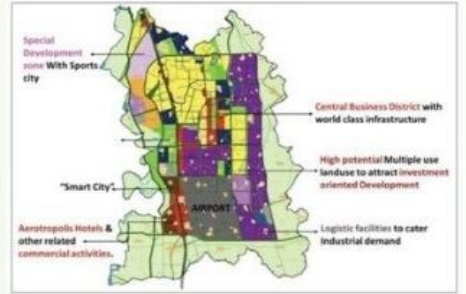 Special
Development
zone With Sports
city
Central Business District with
world class infrastructure
High potential Multiple use
landuse to attract investment
oriented Development
"Smart City"
AIRPORT
Aerotropolis Hotels &
other related
commercial activities.
Logistic facilities to cater
industrial demand